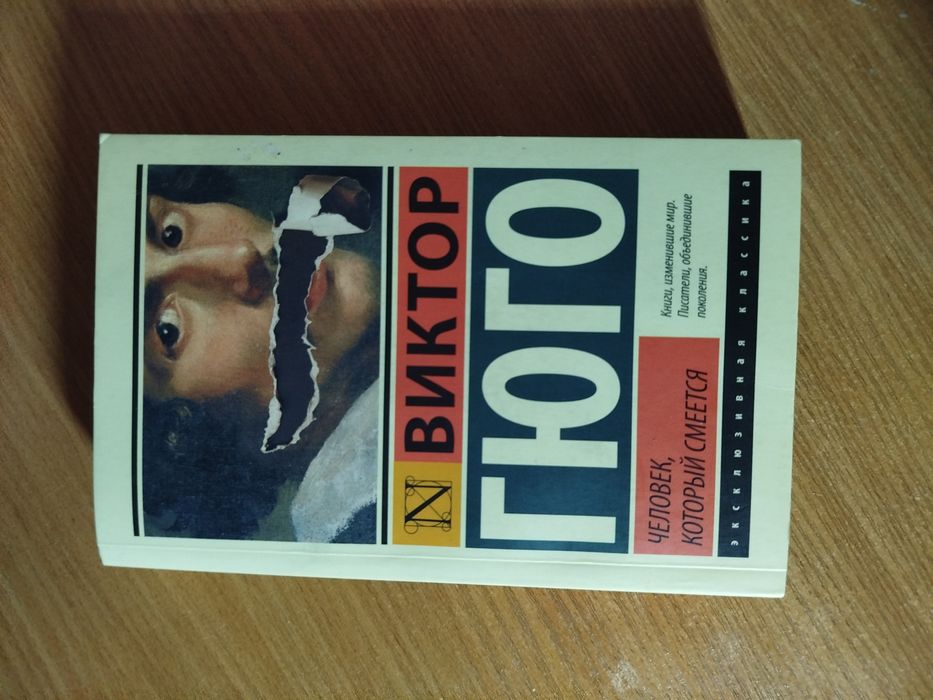 ВИКТОР
ГЮГО
ЧЕЛОВЕК,
КОТОРЫЙ СМЕЕТСЯ
Книги, изменившие мир.
Писатели, объединившие
поколения.
эксклюзивная классика